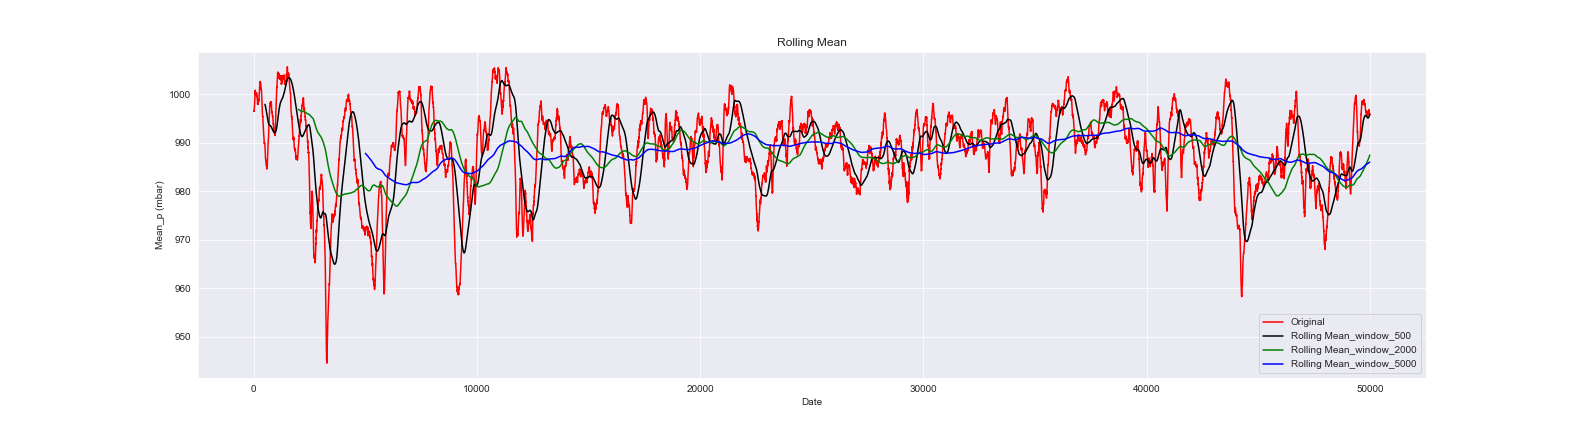 Rolling Mean
1000
990
980
970
960
950
Mean_p (mbar)
0
10000
20000
30000
40000
50000
Date
Original
Rolling Mean_window_500
Rolling Mean_window_2000
Rolling Mean_window_5000